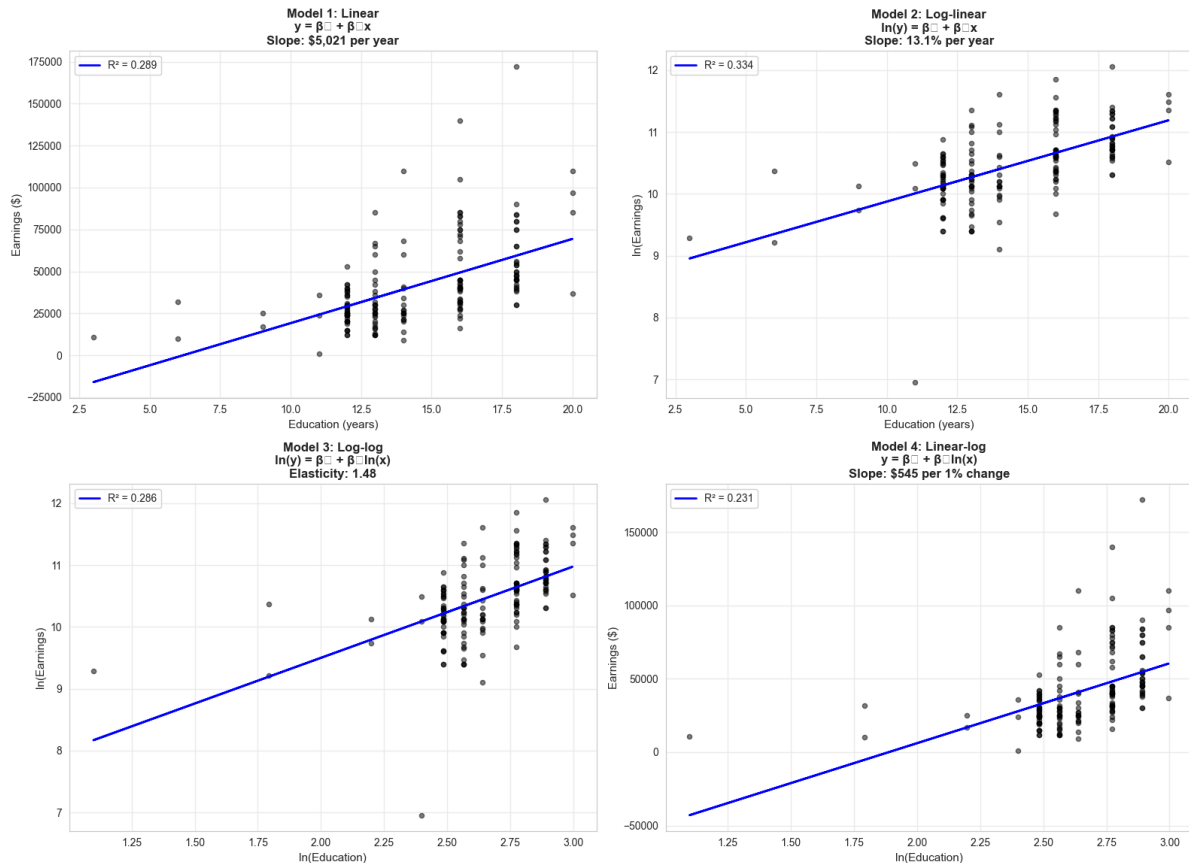 Model 1: Linear
y = β□ + β□x
Slope: $5,021 per year
R² = 0.289
175000
150000
125000
100000
75000
50000
25000
0
−25000
Earnings ($)
2.5 5.0 7.5 10.0 12.5 15.0 17.5 20.0
Education (years)
Model 2: Log-linear
ln(y) = β□ + β□x
Slope: 13.1% per year
R² = 0.334
12
11
10
9
8
7
ln(Earnings)
2.5 5.0 7.5 10.0 12.5 15.0 17.5 20.0
Education (years)
Model 3: Log-log
ln(y) = β□ + β□ln(x)
Elasticity: 1.48
R² = 0.286
12
11
10
9
8
7
ln(Earnings)
1.25 1.50 1.75 2.00 2.25 2.50 2.75 3.00
ln(Education)
Model 4: Linear-log
y = β□ + β□ln(x)
Slope: $545 per 1% change
R² = 0.231
150000
100000
50000
0
−50000
Earnings ($)
1.25 1.50 1.75 2.00 2.25 2.50 2.75 3.00
ln(Education)